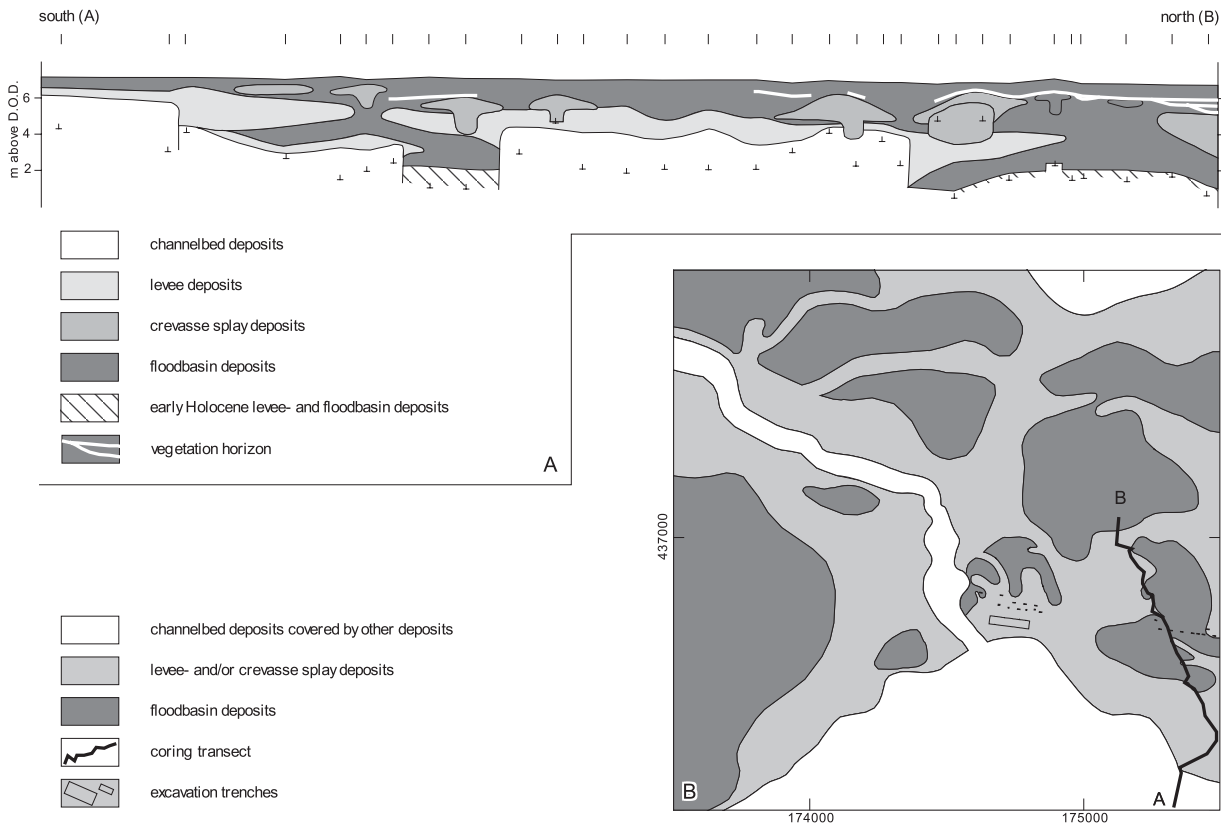 south (A)
north (B)
m above D.O.D.
6
4
2
channelbed deposits
levee deposits
crevasse splay deposits
floodbasin deposits
early Holocene levee- and floodbasin deposits
vegetation horizon
A
B
437000
channelbed deposits covered by other deposits
levee- and/or crevasse splay deposits
floodbasin deposits
coring transect
excavation trenches
B
A
174000
175000